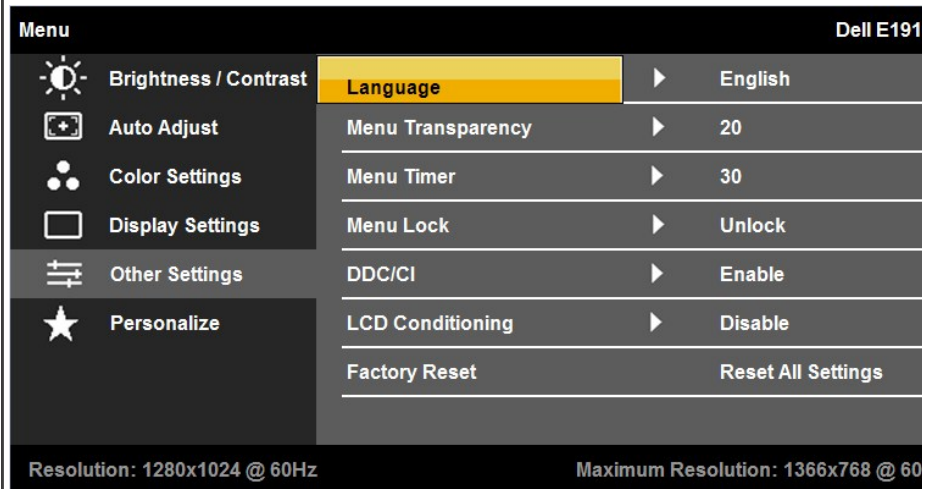 Menu Dell E191
Brightness / Contrast Language English
Auto Adjust Menu Transparency 20
Color Settings Menu Timer 30
Display Settings Menu Lock Unlock
Other Settings DDC/CI Enable
Personalize LCD Conditioning Disable
Factory Reset Reset All Settings
Resolution: 1280x1024 @ 60Hz Maximum Resolution: 1366x768 @ 60